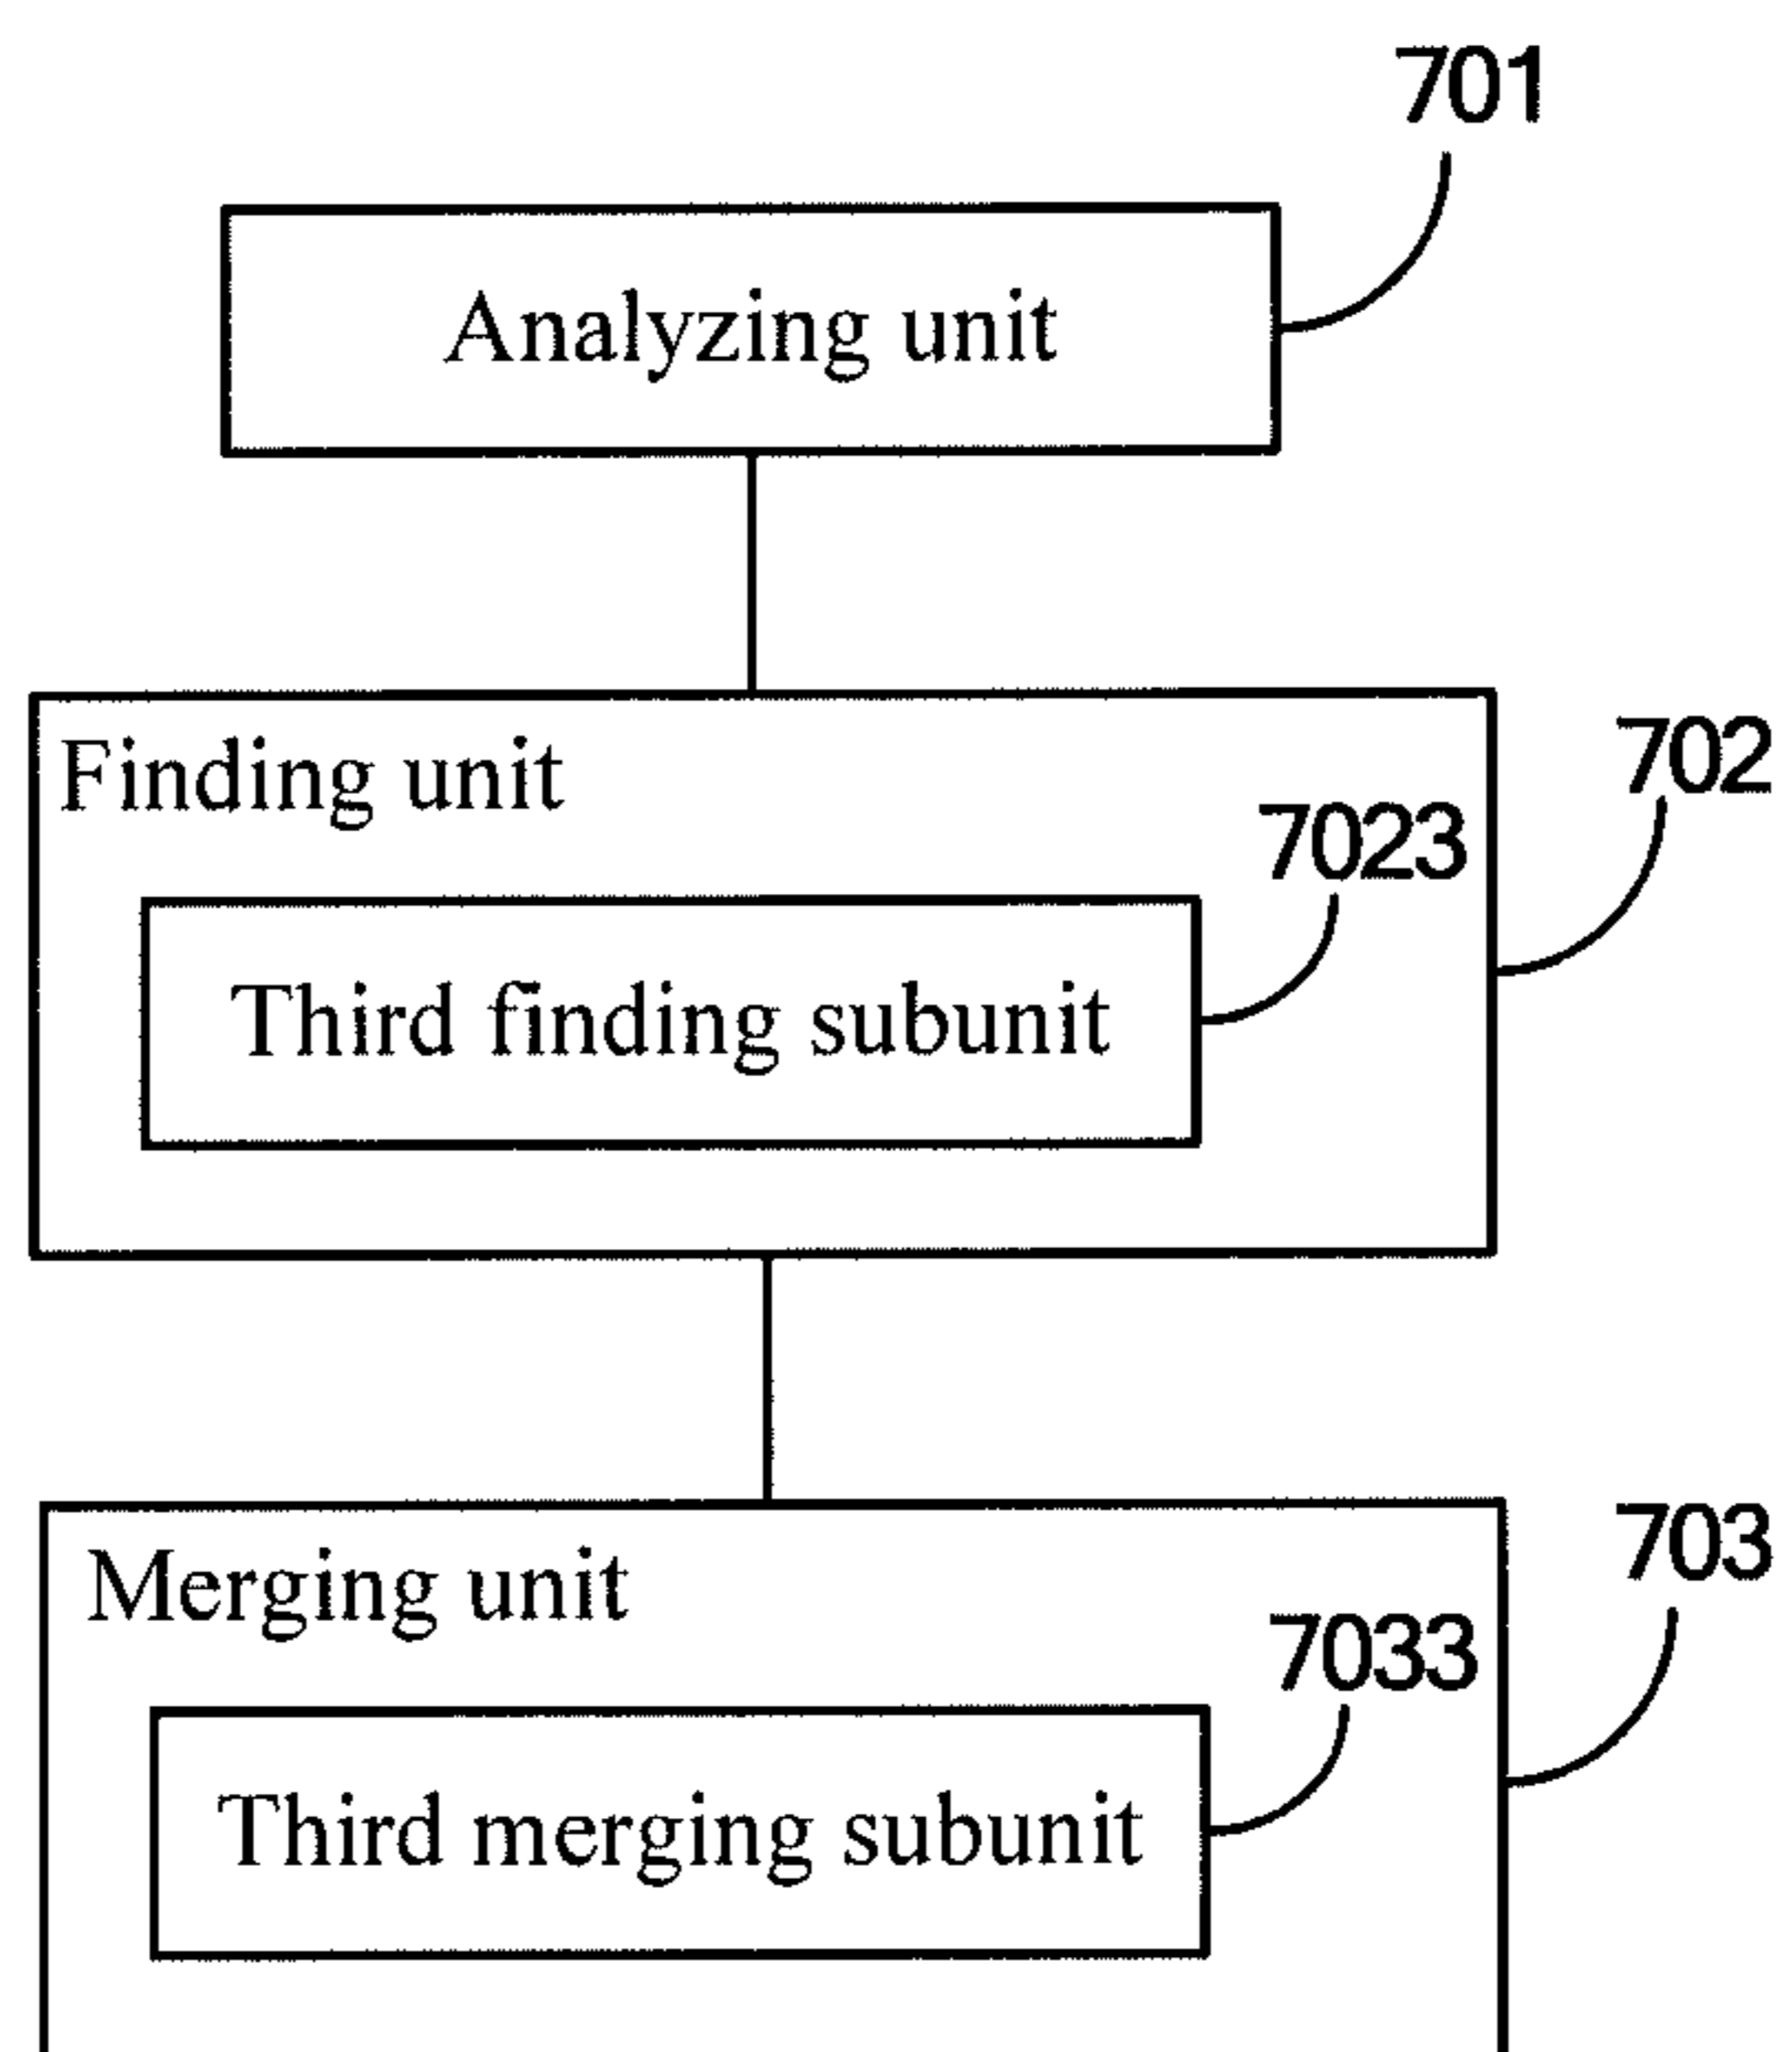 701
Analyzing unit
Finding unit
702
7023
Third finding subunit
Merging unit
703
7033
Third merging subunit